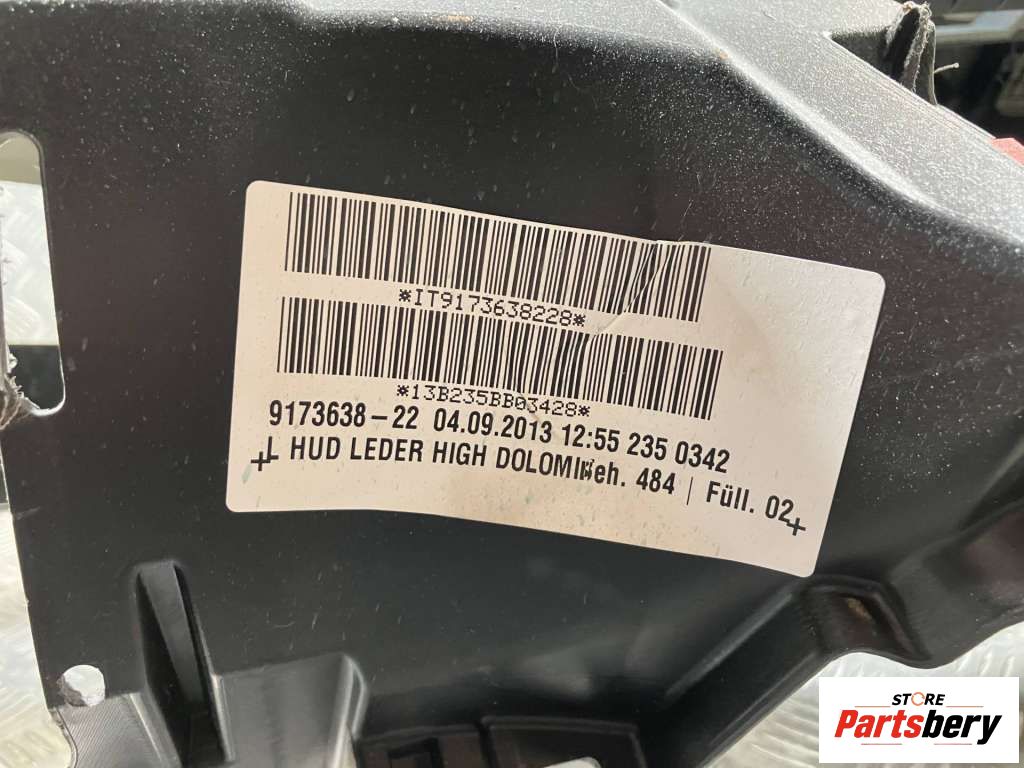 *IT9173638228*
*13B235BB03428*
9173638-22 04.09.2013 12:55 235 0342
L HUD LEDER HIGH DOLOMI eh. 484 | Füll. 02
STORE
Partsbery